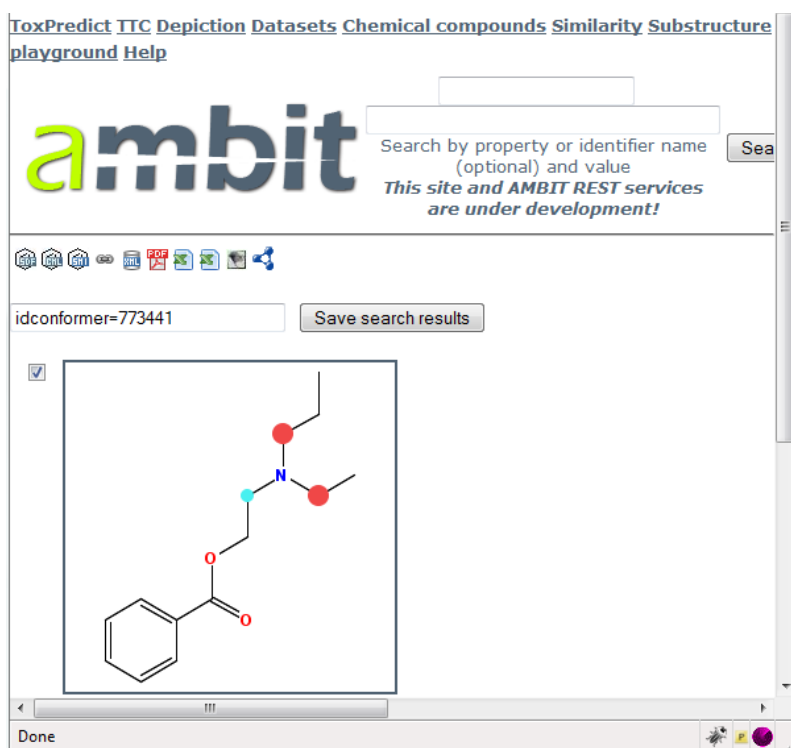 ToxPredict TTC Depiction Datasets Chemical compounds Similarity Substructure
playground Help
ambit
Search by property or identifier name
(optional) and value
Sea
This site and AMBIT REST services
are under development!
PDF
idconformer=773441
Save search results
N
O
O
Done
P